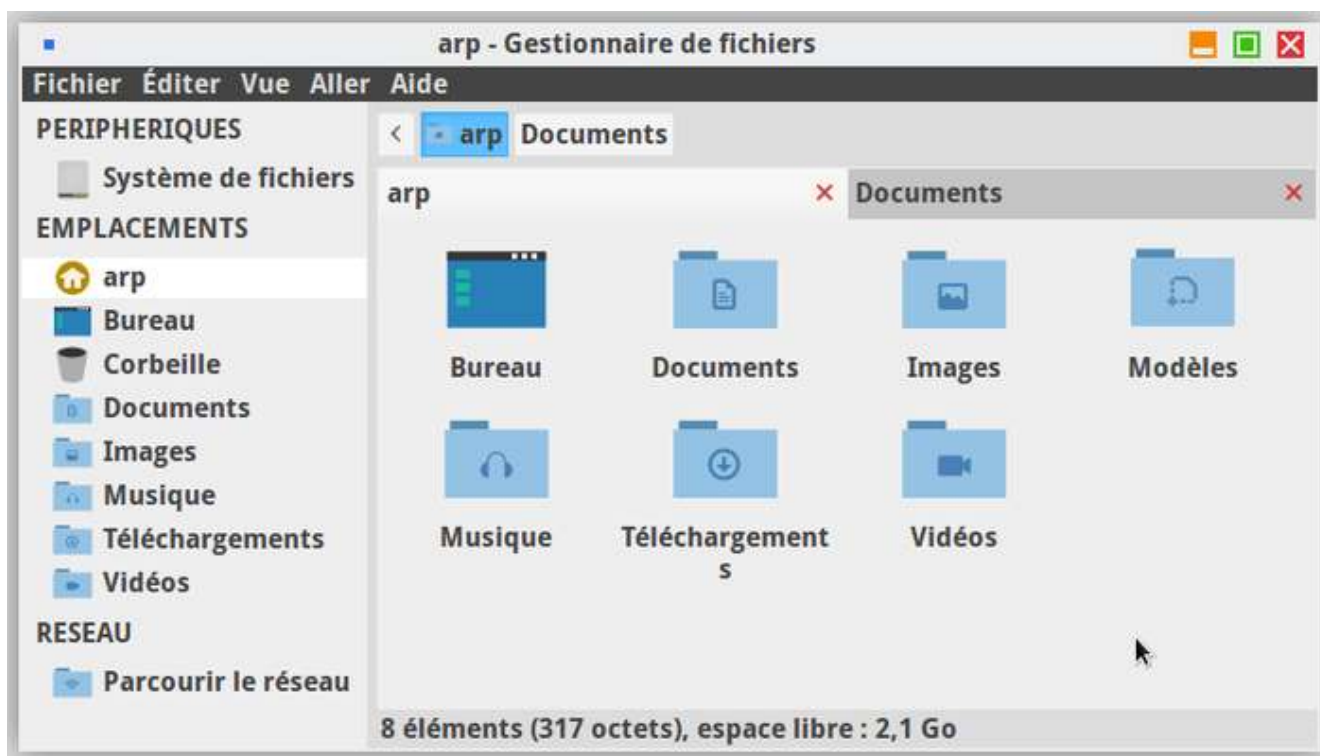 arp - Gestionnaire de fichiers
Fichier Éditer Vue Aller Aide
PERIPHERIQUES
Système de fichiers
EMPLACEMENTS
arp
Bureau
Corbeille
Documents
Images
Musique
Téléchargements
Vidéos
RESEAU
Parcourir le réseau
< arp Documents
arp Documents
Bureau Documents Images Modèles
Musique Téléchargement Vidéos
s
8 éléments (317 octets), espace libre : 2,1 Go